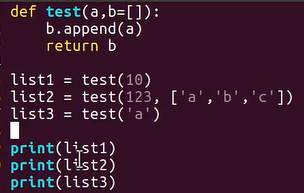 def test(a,b=[]):
    b.append(a)
    return b

list1 = test(10)
list2 = test(123, ['a','b','c'])
list3 = test('a')

print(list1)
print(list2)
print(list3)